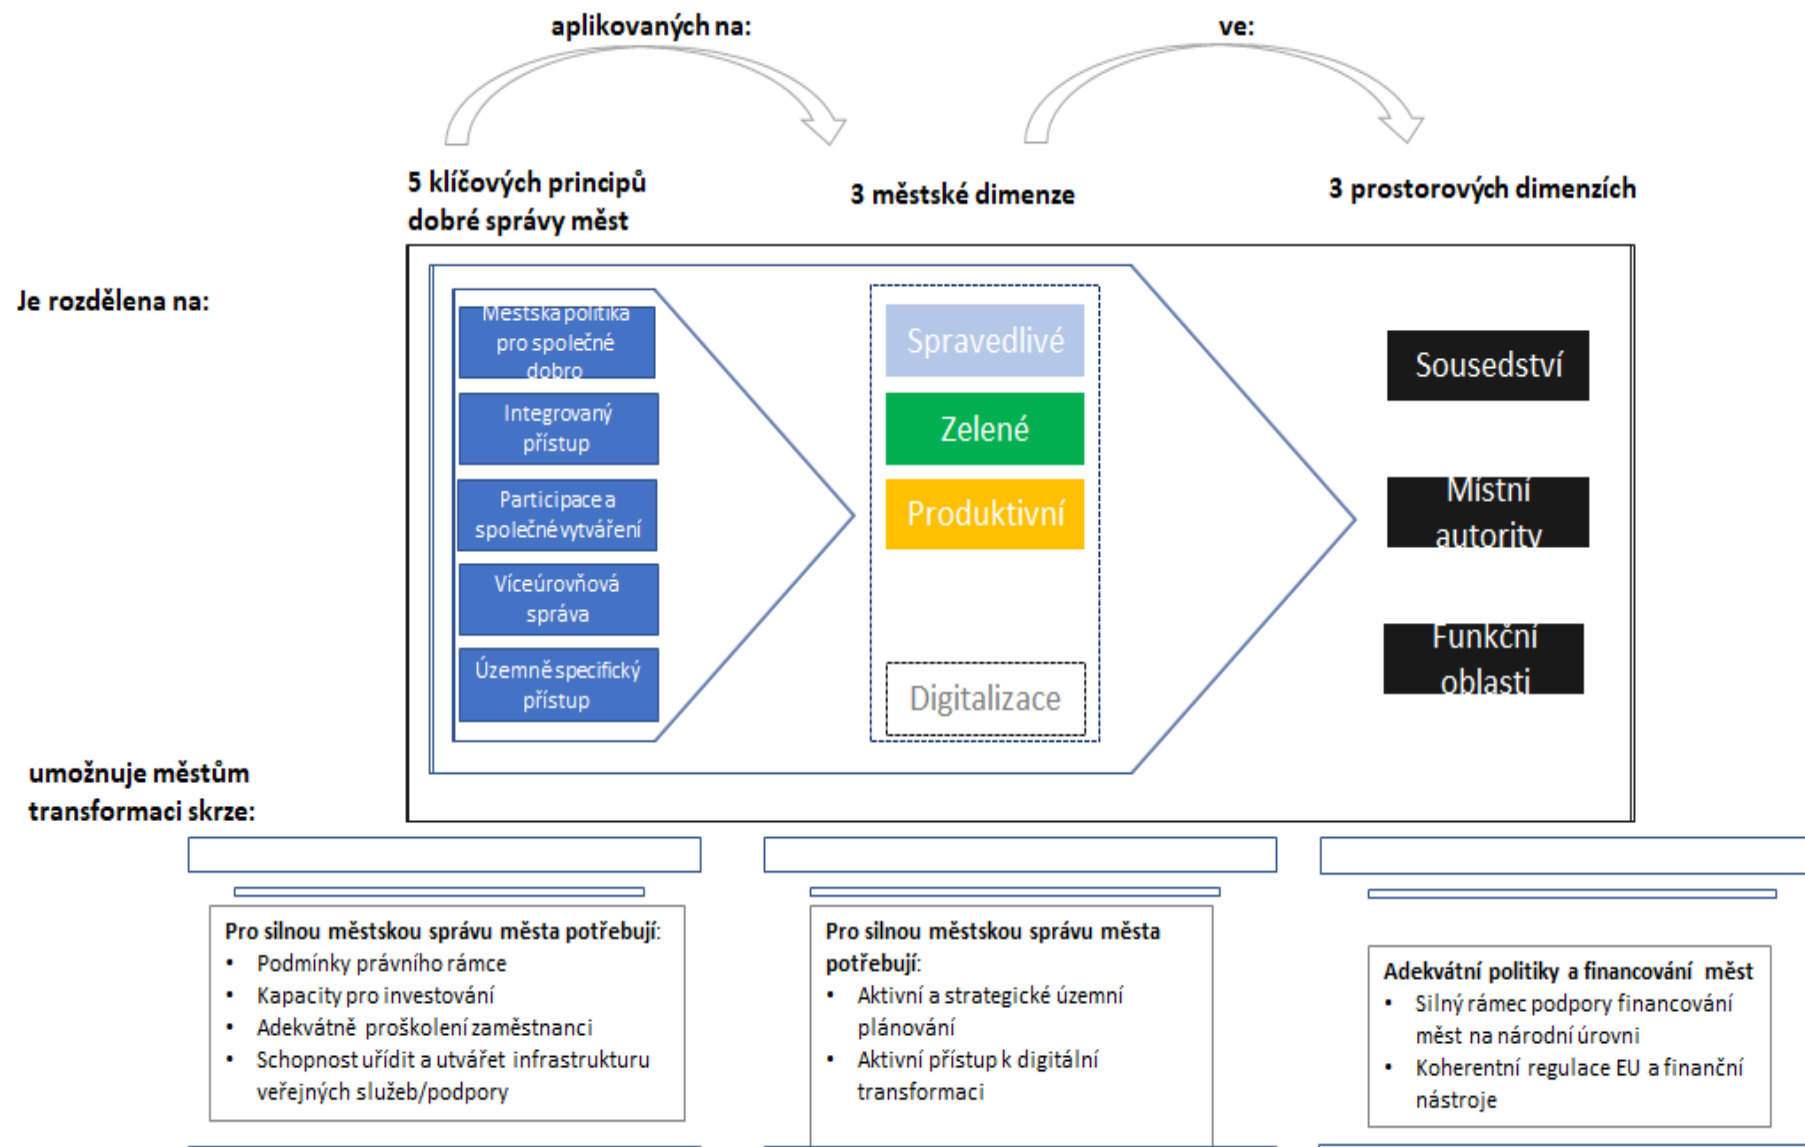 aplikovaných na:
ve:
5 klíčových principů
dobré správy měst
3 městské dimenze
3 prostorových dimenzích
Je rozdělena na:
Městská politika
pro společné
dobro
Integrovaný
přístup
Participace a
společné vytváření
Víceúrovňová
správa
Územně specifický
přístup
Spravedlivé
Zelené
Produktivní
Digitalizace
Sousedství
Místní
autority
Funkční
oblasti
umožnuje městům
transformaci skrze:
Pro silnou městskou správu města potřebují:
• Podmínky právního rámce
• Kapacity pro investování
• Adekvátně proškolení zaměstnanci
• Schopnost uřídit a utvářet infrastrukturu
veřejných služeb/podpory
Pro silnou městskou správu města
potřebují:
• Aktivní a strategické územní
plánování
• Aktivní přístup k digitální
transformaci
Adekvátní politiky a financování měst
• Silný rámec podpory financování
měst na národní úrovni
• Koherentní regulace EU a finanční
nástroje